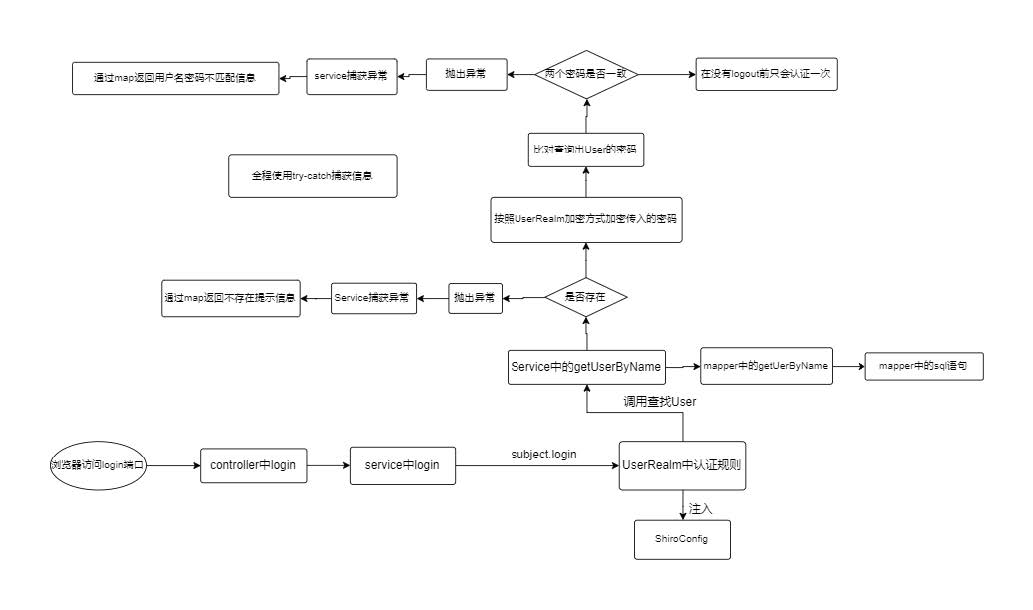 通过map返回用户名密码不匹配信息
service捕获异常
抛出异常
两个密码是否一致
在没有logout前只会认证一次
比对查询出User的密码
全程使用try-catch捕获信息
按照UserRealm加密方式加密传入的密码
通过map返回不存在提示信息
Service捕获异常
抛出异常
是否存在
Service中的getUserByName
mapper中的getUerByName
mapper中的sql语句
调用查找User
浏览器访问login端口
controller中login
service中login
subject.login
UserRealm中认证规则
注入
ShiroConfig